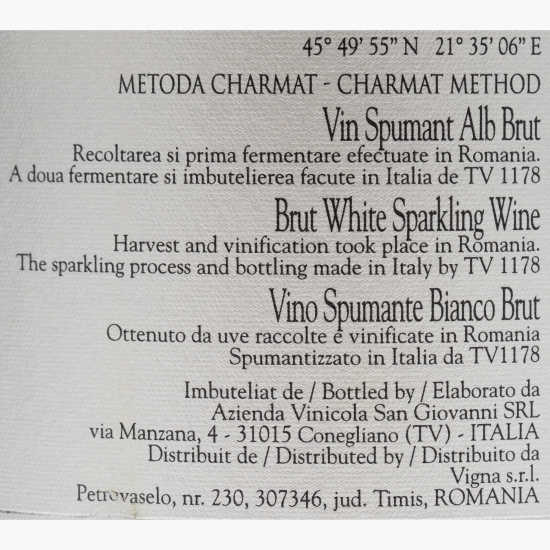 45° 49' 55" N 21° 35' 06" E
METODA CHARMAT - CHARMAT METHOD
Vin Spumant Alb Brut
Recoltarea si prima fermentare efectuate in Romania.
A doua fermentare si imbutelierea facute in Italia de TV 1178
Brut White Sparkling Wine
Harvest and vinification took place in Romania.
The sparkling process and bottling made in Italy by TV 1178
Vino Spumante Bianco Brut
Ottenuto da uve raccolte e vinificate in Romania
Spumantizzato in Italia da TV1178
Imbuteliat de / Bottled by / Elaborato da
Azienda Vinicola San Giovanni SRL
via Manzana, 4 - 31015 Conegliano (TV) - ITALIA
Distribuit de / Distributed by / Distribuito da
Vigna s.r.l.
Petrovaselo, nr. 230, 307346, jud. Timis, ROMANIA